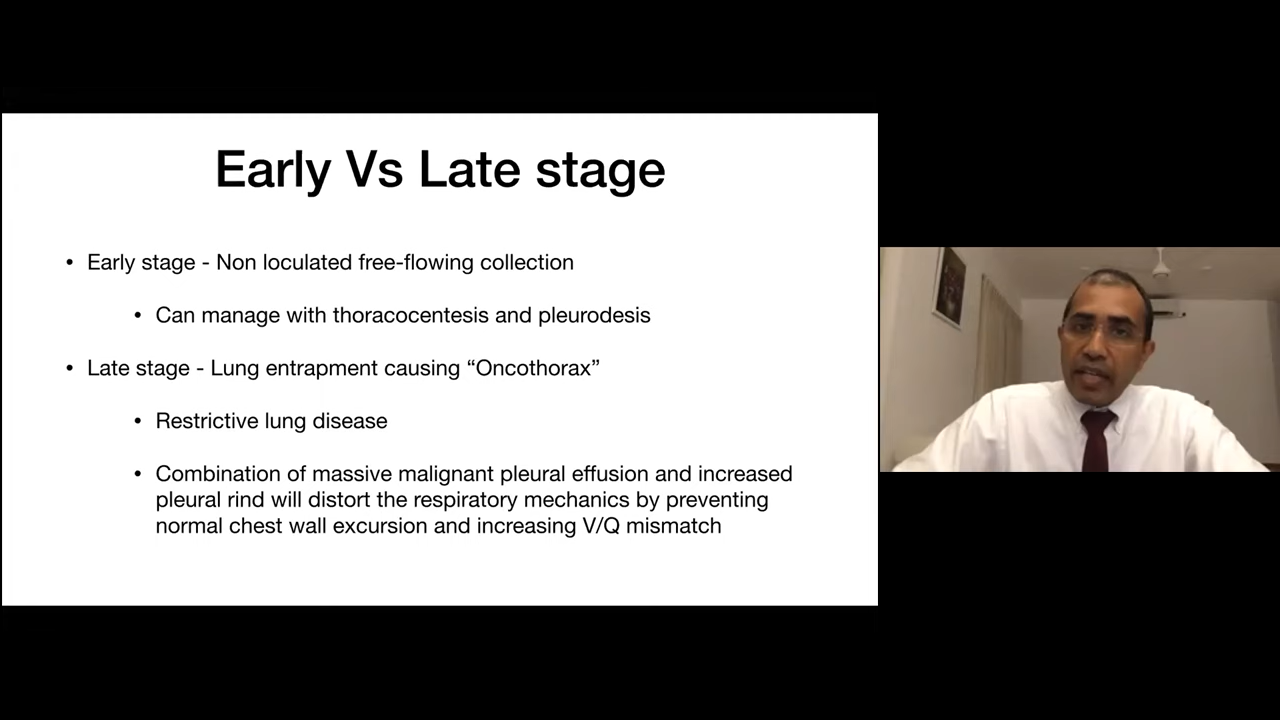 Early Vs Late stage
• Early stage - Non loculated free-flowing collection
• Can manage with thoracocentesis and pleurodesis
• Late stage - Lung entrapment causing “Oncothorax”
• Restrictive lung disease
• Combination of massive malignant pleural effusion and increased
pleural rind will distort the respiratory mechanics by preventing
normal chest wall excursion and increasing V/Q mismatch